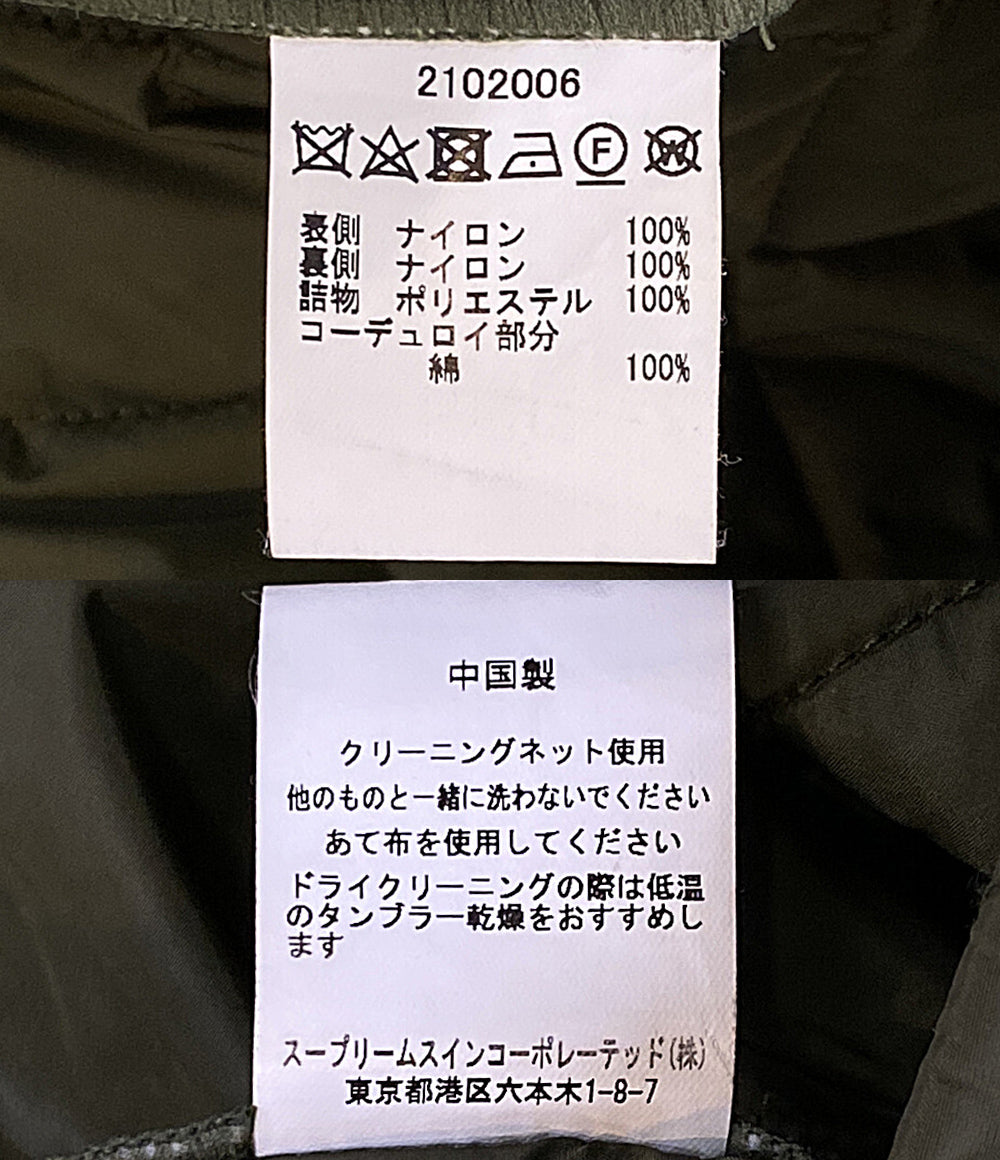 2102006
F W
表側 ナイロン 100%
裏側 ナイロン 100%
詰物 ポリエステル 100%
コーデュロイ部分
綿 100%
中国製
クリーニングネット使用
他のものと一緒に洗わないでください
あて布を使用してください
ドライクリーニングの際は低温
のタンブラー乾燥をおすすめし
ます
スープリームスインコーポレーテッド(株)
東京都港区六本木1-8-7